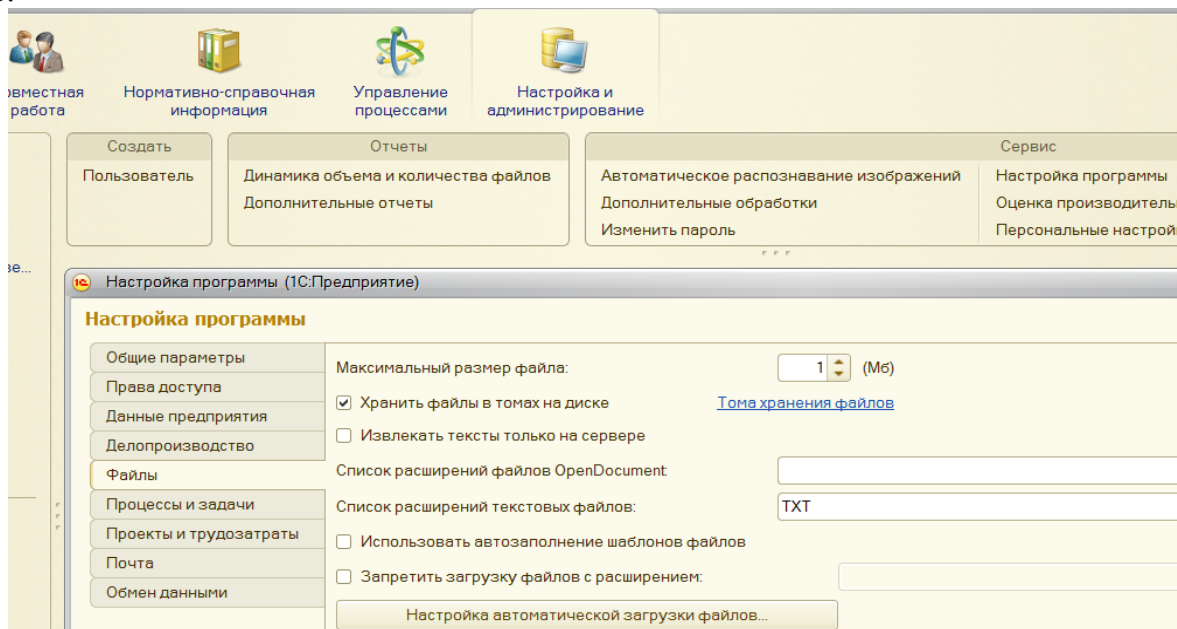 Нормативно-справочная
информация
Управление
процессами
Настройка и
администрирование
работа
Создать
Пользователь
Отчеты
Динамика объема и количества файлов
Дополнительные отчеты
Сервис
Автоматическое распознавание изображений
Дополнительные обработки
Изменить пароль
Настройка программы
Оценка
Персональные
Настройка программы (1С:Предприятие)
Настройка программы
Общие параметры
Права доступа
Данные предприятия
Делопроизводство
Файлы
Процессы и задачи
Проекты и трудозатраты
Почта
Обмен данными
Максимальный размер файла: 1 (Мб)
Хранить файлы в томах на диске Тома хранения файлов
Извлекать тексты только на сервере
Список расширений файлов OpenDocument:
Список расширений текстовых файлов: TXT
Использовать автозаполнение шаблонов файлов
Запретить загрузку файлов с расширением:
Настройка автоматической загрузки файлов...